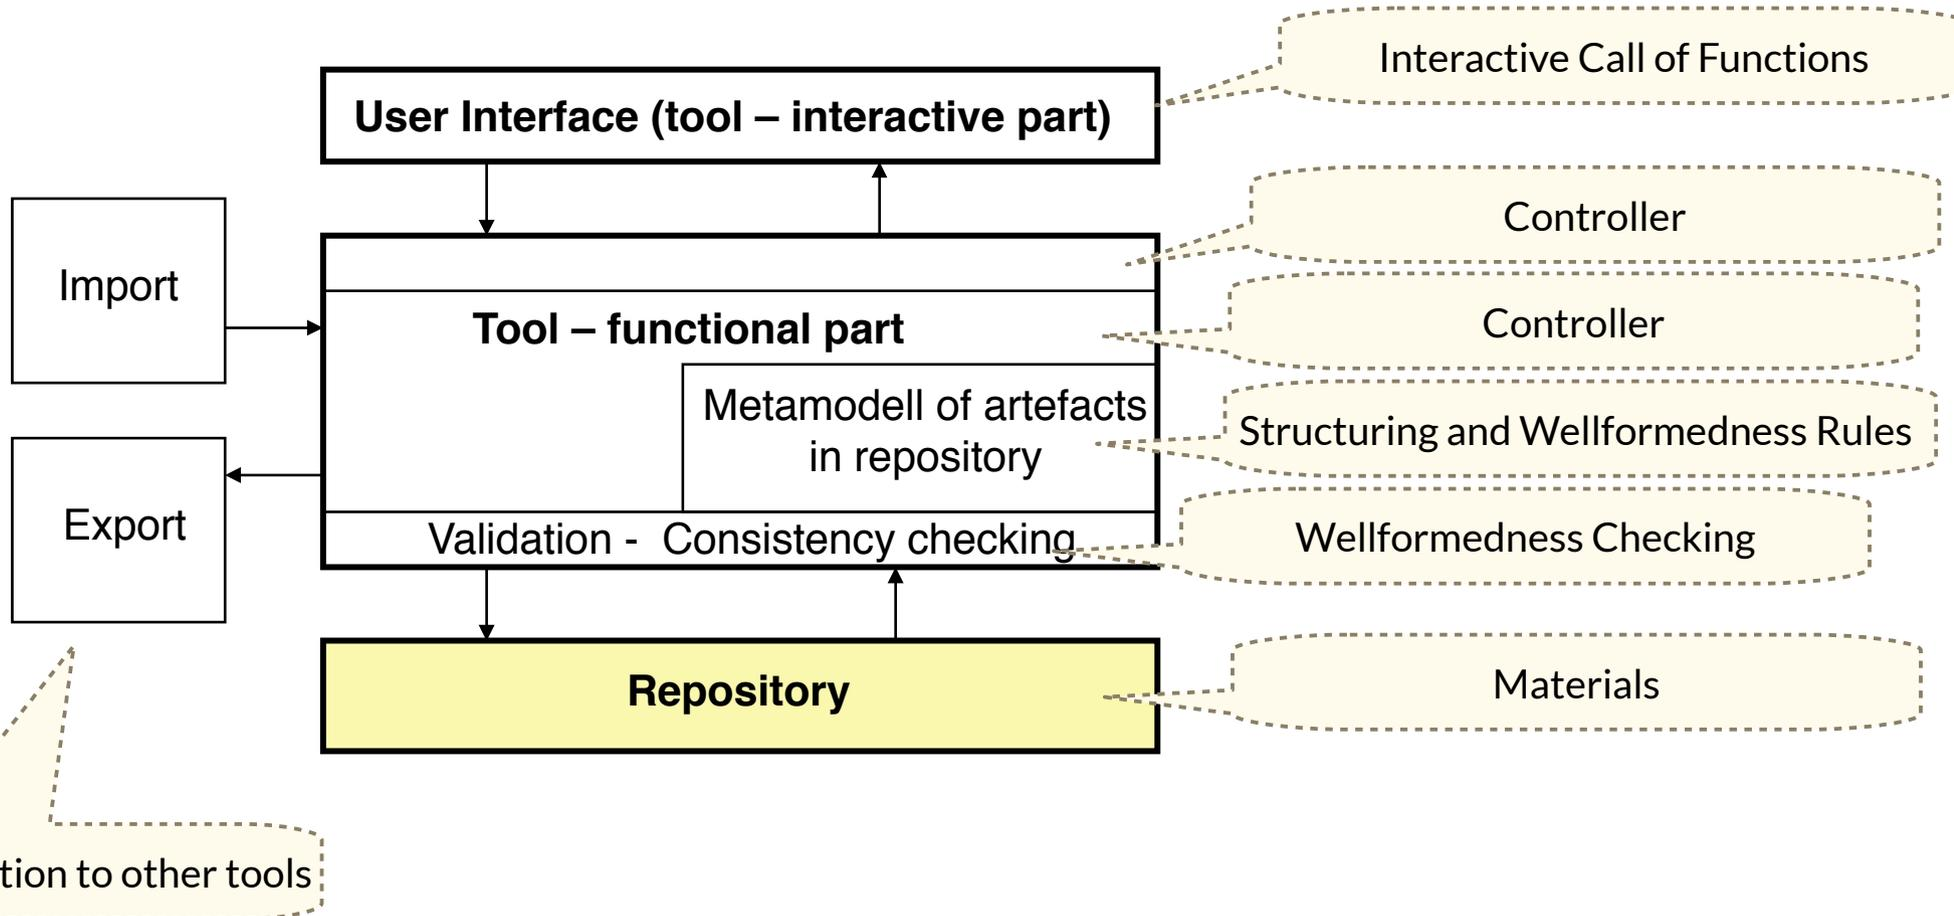 Interactive Call of Functions
User Interface (tool – interactive part)
Controller
Import
Controller
Tool – functional part
Metamodell of artefacts
in repository
Structuring and Wellformedness Rules
Export
Validation -  Consistency checking
Wellformedness Checking
Repository
Materials
to other tools